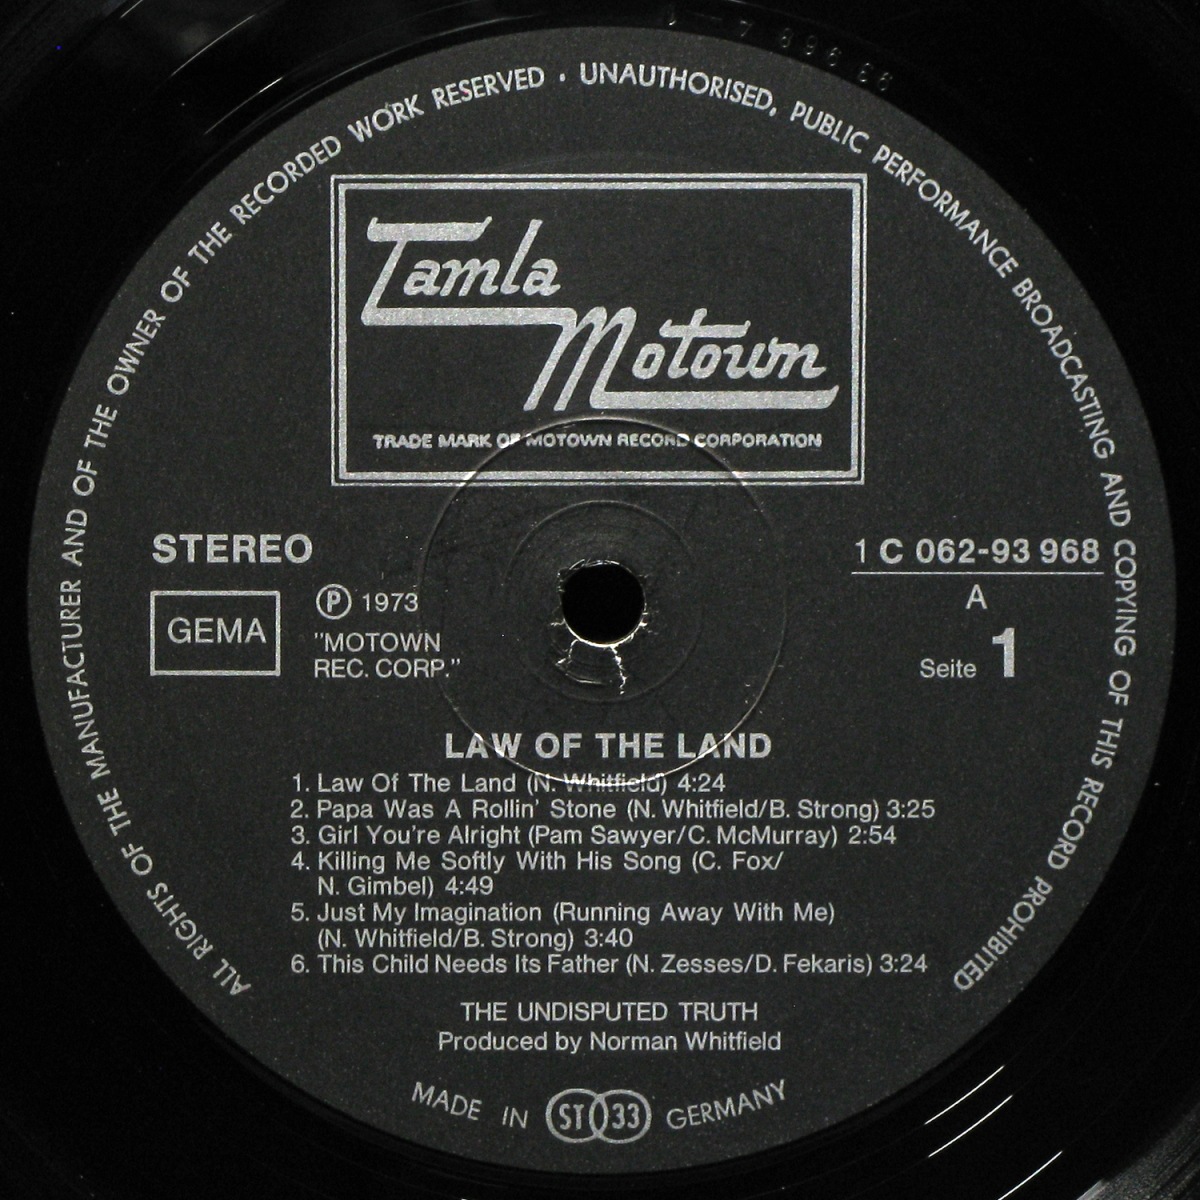 ALL RIGHTS OF THE MANUFACTURER AND OF THE OWNER OF THE RECORDED WORK RESERVED · UNAUTHORISED, PUBLIC PERFORMANCE BROADCASTING AND COPYING OF THIS RECORD PROHIBITED
Tamla
Motown
TRADE MARK OF MOTOWN RECORD CORPORATION
STEREO
1 C 062-93 968
A
GEMA
Ⓟ 1973
"MOTOWN
REC. CORP."
Seite 1
LAW OF THE LAND
1. Law Of The Land (N. Whitfield) 4:24
2. Papa Was A Rollin' Stone (N. Whitfield/B. Strong) 3:25
3. Girl You're Alright (Pam Sawyer/C. McMurray) 2:54
4. Killing Me Softly With His Song (C. Fox/
N. Gimbel) 4:49
5. Just My Imagination (Running Away With Me)
(N. Whitfield/B. Strong) 3:40
6. This Child Needs Its Father (N. Zesses/D. Fekaris) 3:24
THE UNDISPUTED TRUTH
Produced by Norman Whitfield
MADE IN ST 33 GERMANY